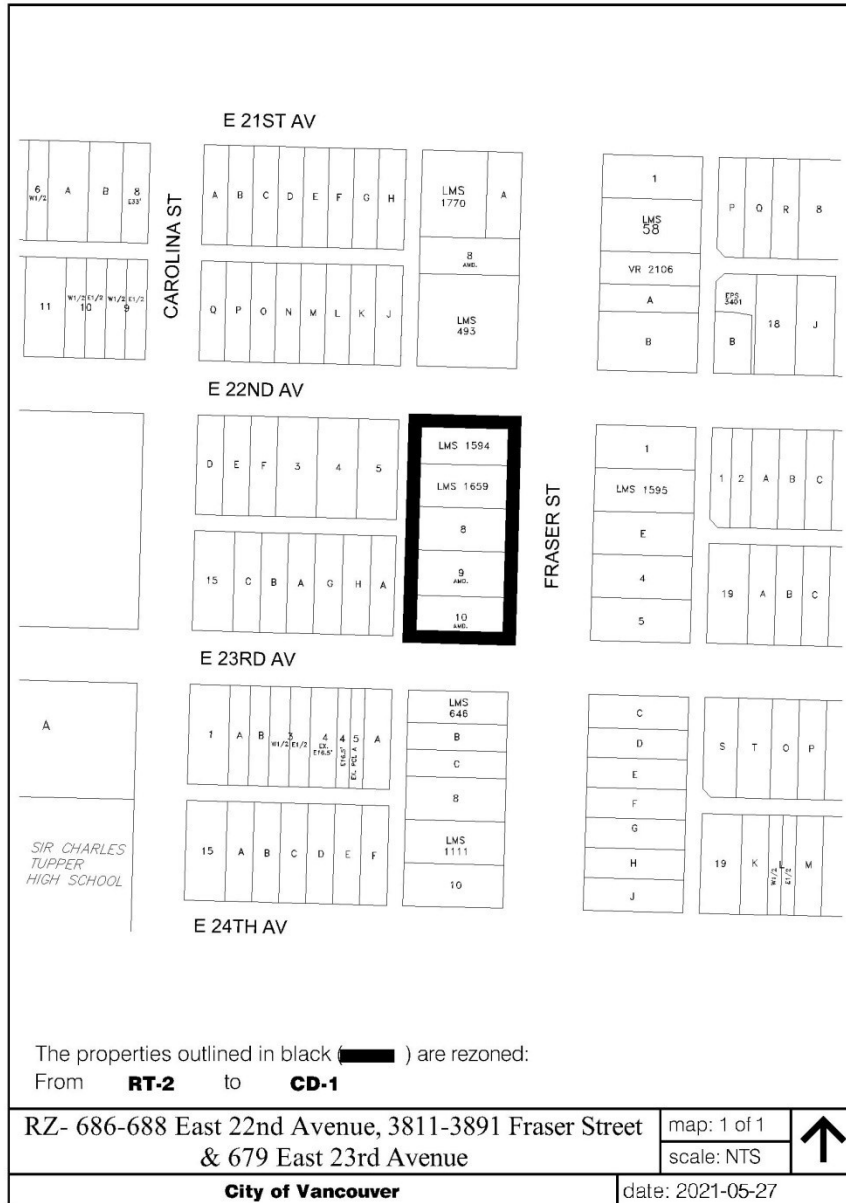 E 21ST AV
6
W1/2
A
B
8
E33'
CAROLINA ST
A B C D E F G H
LMS
1770
A
8
AMD.
LMS
493
1
LMS
58
VR 2106
A
B
P Q R 8
11
W1/2 E1/2 W1/2 E1/2
10 9
Q P O N M L K J
EPS
3401
B
18
J
E 22ND AV
D E F 3 4 5
LMS 1594
LMS 1659
8
9
AMD.
10
AMD.
FRASER ST
1
LMS 1595
E
4
5
1 2 A B C
15 C B A G H A
19 A B C
E 23RD AV
A
1 A B 3 4 4 5 A
W1/2 E1/2
EX.
E16.5'
E16.5'
EX. PCL A
LMS
646
B
C
8
LMS
1111
10
C
D
E
F
G
H
J
S T O P
SIR CHARLES
TUPPER
HIGH SCHOOL
15 A B C D E F
19 K L M
W1/2 E1/2
E 24TH AV
The properties outlined in black ( ) are rezoned:
From RT-2 to CD-1
RZ- 686-688 East 22nd Avenue, 3811-3891 Fraser Street
& 679 East 23rd Avenue
map: 1 of 1
scale: NTS
City of Vancouver
date: 2021-05-27